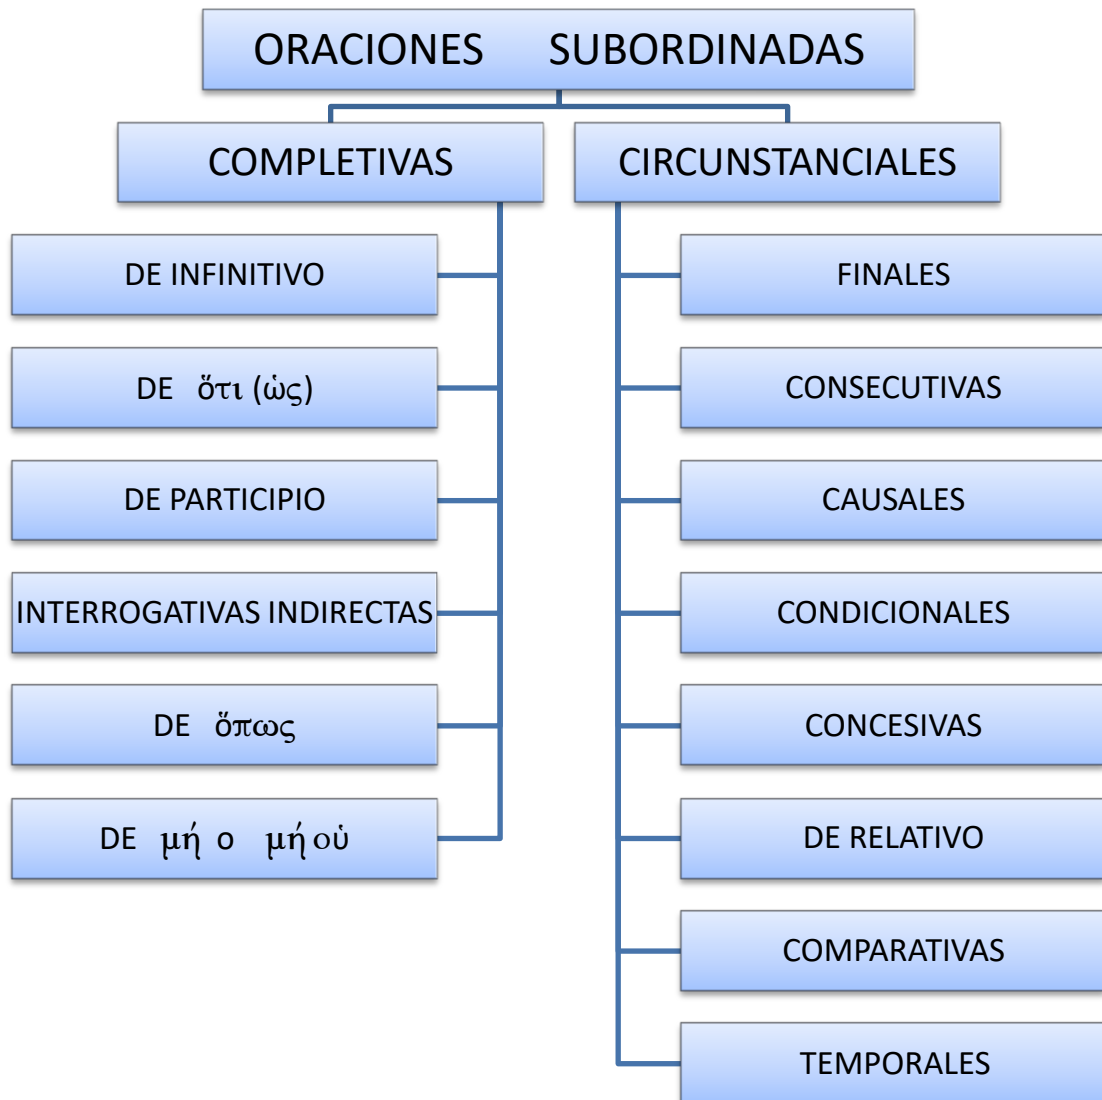 ORACIONES SUBORDINADAS
COMPLETIVAS
DE INFINITIVO
DE ὅτι (ὡς)
DE PARTICIPIO
INTERROGATIVAS INDIRECTAS
DE ὅπως
DE μή o μή οὐ
CIRCUNSTANCIALES
FINALES
CONSECUTIVAS
CAUSALES
CONDICIONALES
CONCESIVAS
DE RELATIVO
COMPARATIVAS
TEMPORALES